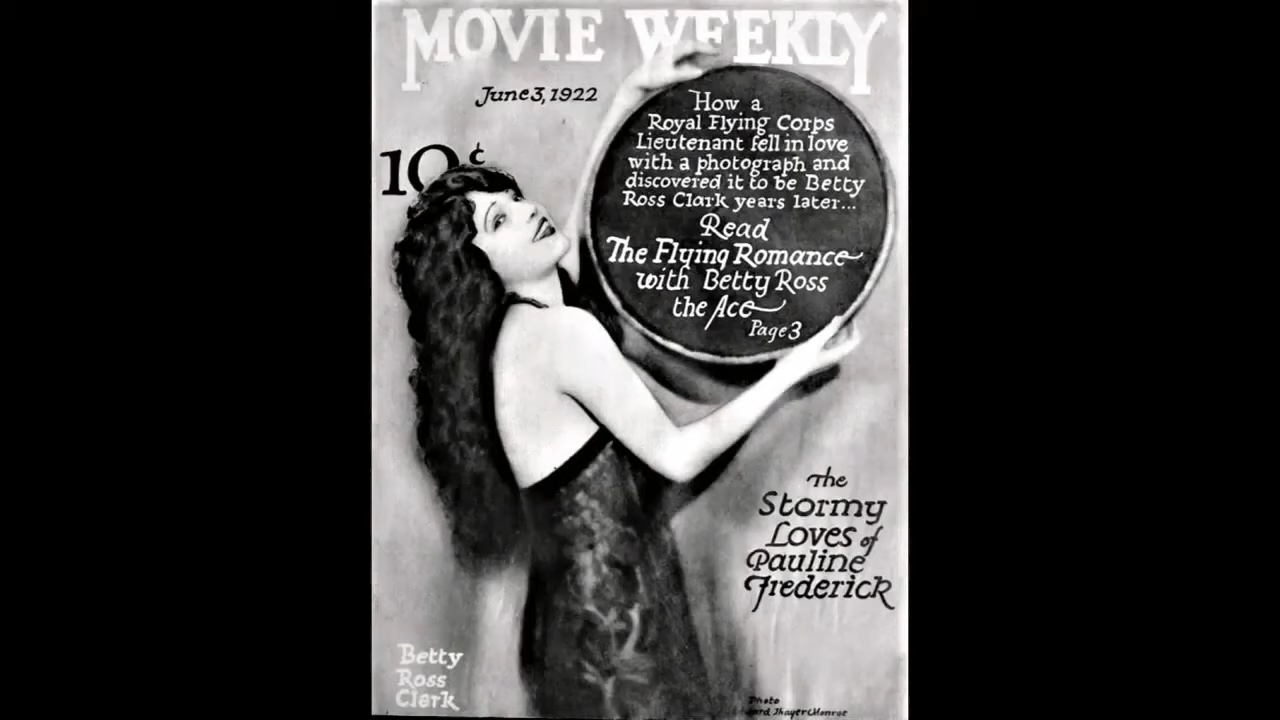 MOVIE WEEKLY
June 3, 1922
10¢
How a
Royal Flying Corps
Lieutenant fell in love
with a photograph and
discovered it to be Betty
Ross Clark years later...
Read
The Flying Romance
with Betty Ross
the Ace
Page 3
The
Stormy
Loves of
Pauline
Frederick
Betty
Ross
Clark
Photo
Thayer Monroe